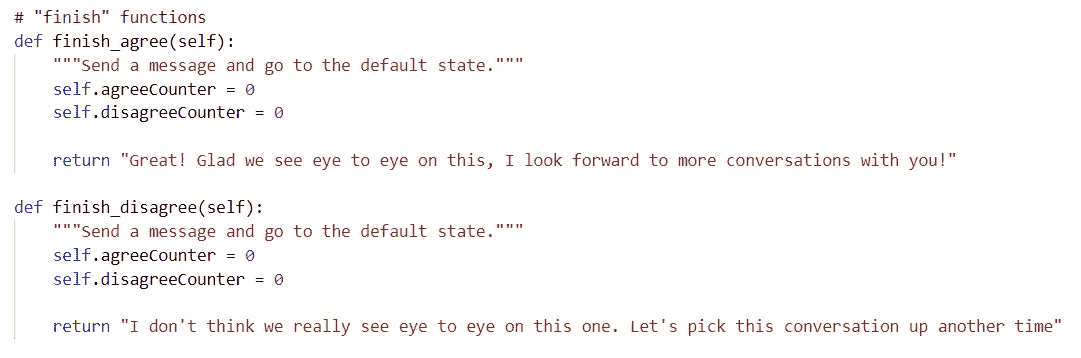 # "finish" functions
def finish_agree(self):
    """Send a message and go to the default state."""
    self.agreeCounter = 0
    self.disagreeCounter = 0

    return "Great! Glad we see eye to eye on this, I look forward to more conversations with you!"

def finish_disagree(self):
    """Send a message and go to the default state."""
    self.agreeCounter = 0
    self.disagreeCounter = 0

    return "I don't think we really see eye to eye on this one. Let's pick this conversation up another time"